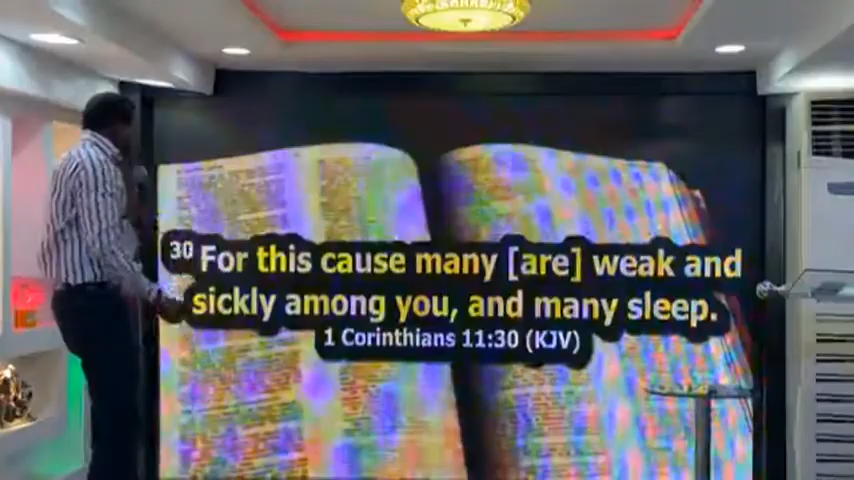 30 For this cause many [are] weak and
sickly among you, and many sleep.
1 Corinthians 11:30 (KJV)